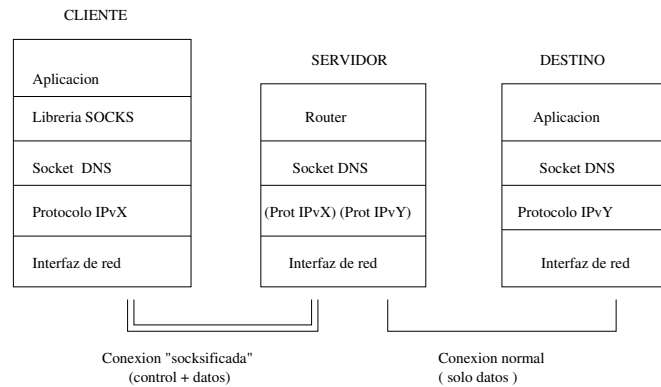 CLIENTE
Aplicacion
Libreria SOCKS
Socket DNS
Protocolo IPvX
Interfaz de red
SERVIDOR
Router
Socket DNS
(Prot IPvX) (Prot IPvY)
Interfaz de red
DESTINO
Aplicacion
Socket DNS
Protocolo IPvY
Interfaz de red
Conexion "socksificada"
(control + datos)
Conexion normal
( solo datos )